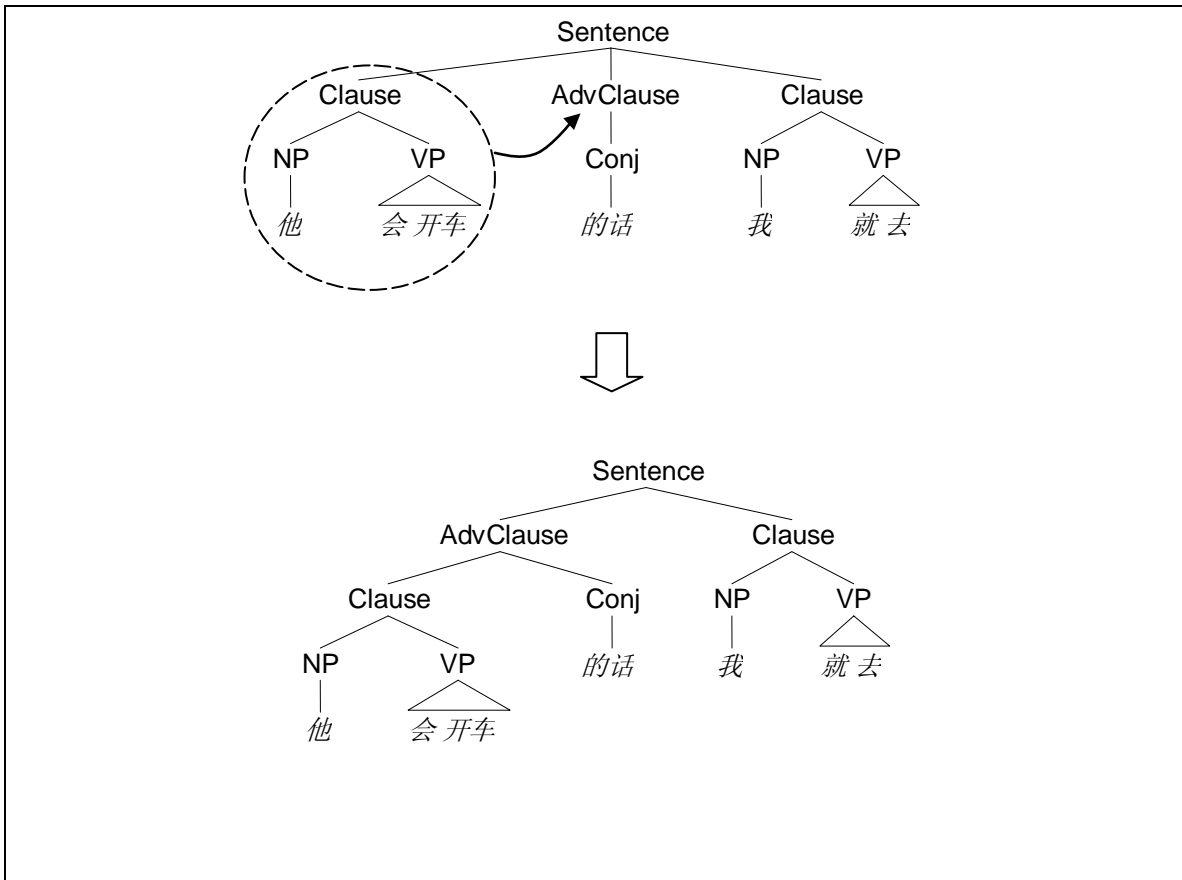 Sentence
Clause AdvClause Clause
NP VP Conj NP VP
他 会 开车 的话 我 就 去
Sentence
AdvClause Clause
Clause Conj NP VP
NP VP 的话 我 就 去
他 会 开车